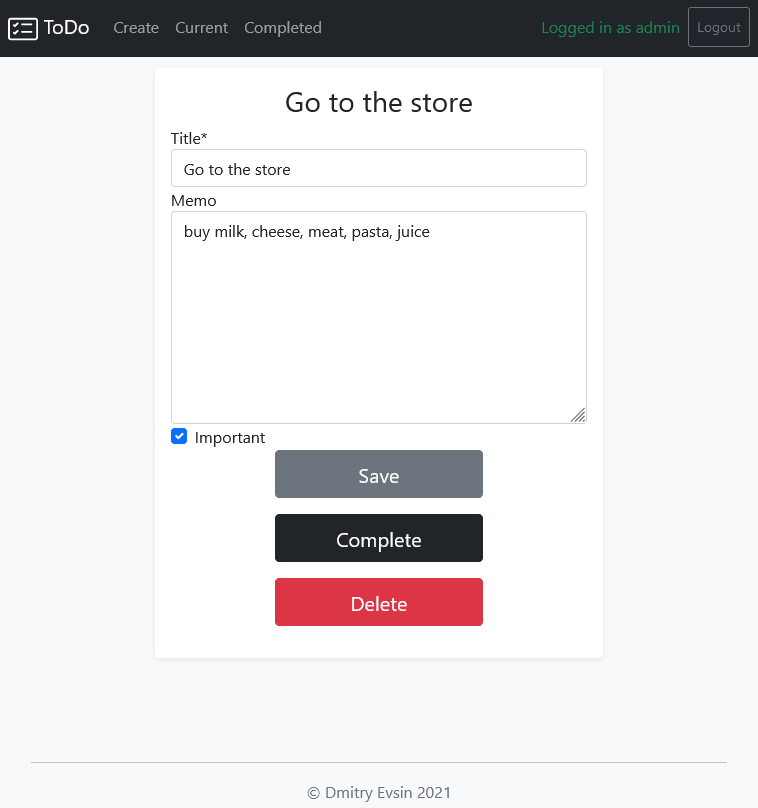 ToDo Create Current Completed Logged in as admin Logout
Go to the store
Title*
Go to the store
Memo
buy milk, cheese, meat, pasta, juice
Important
Save
Complete
Delete
© Dmitry Evsin 2021